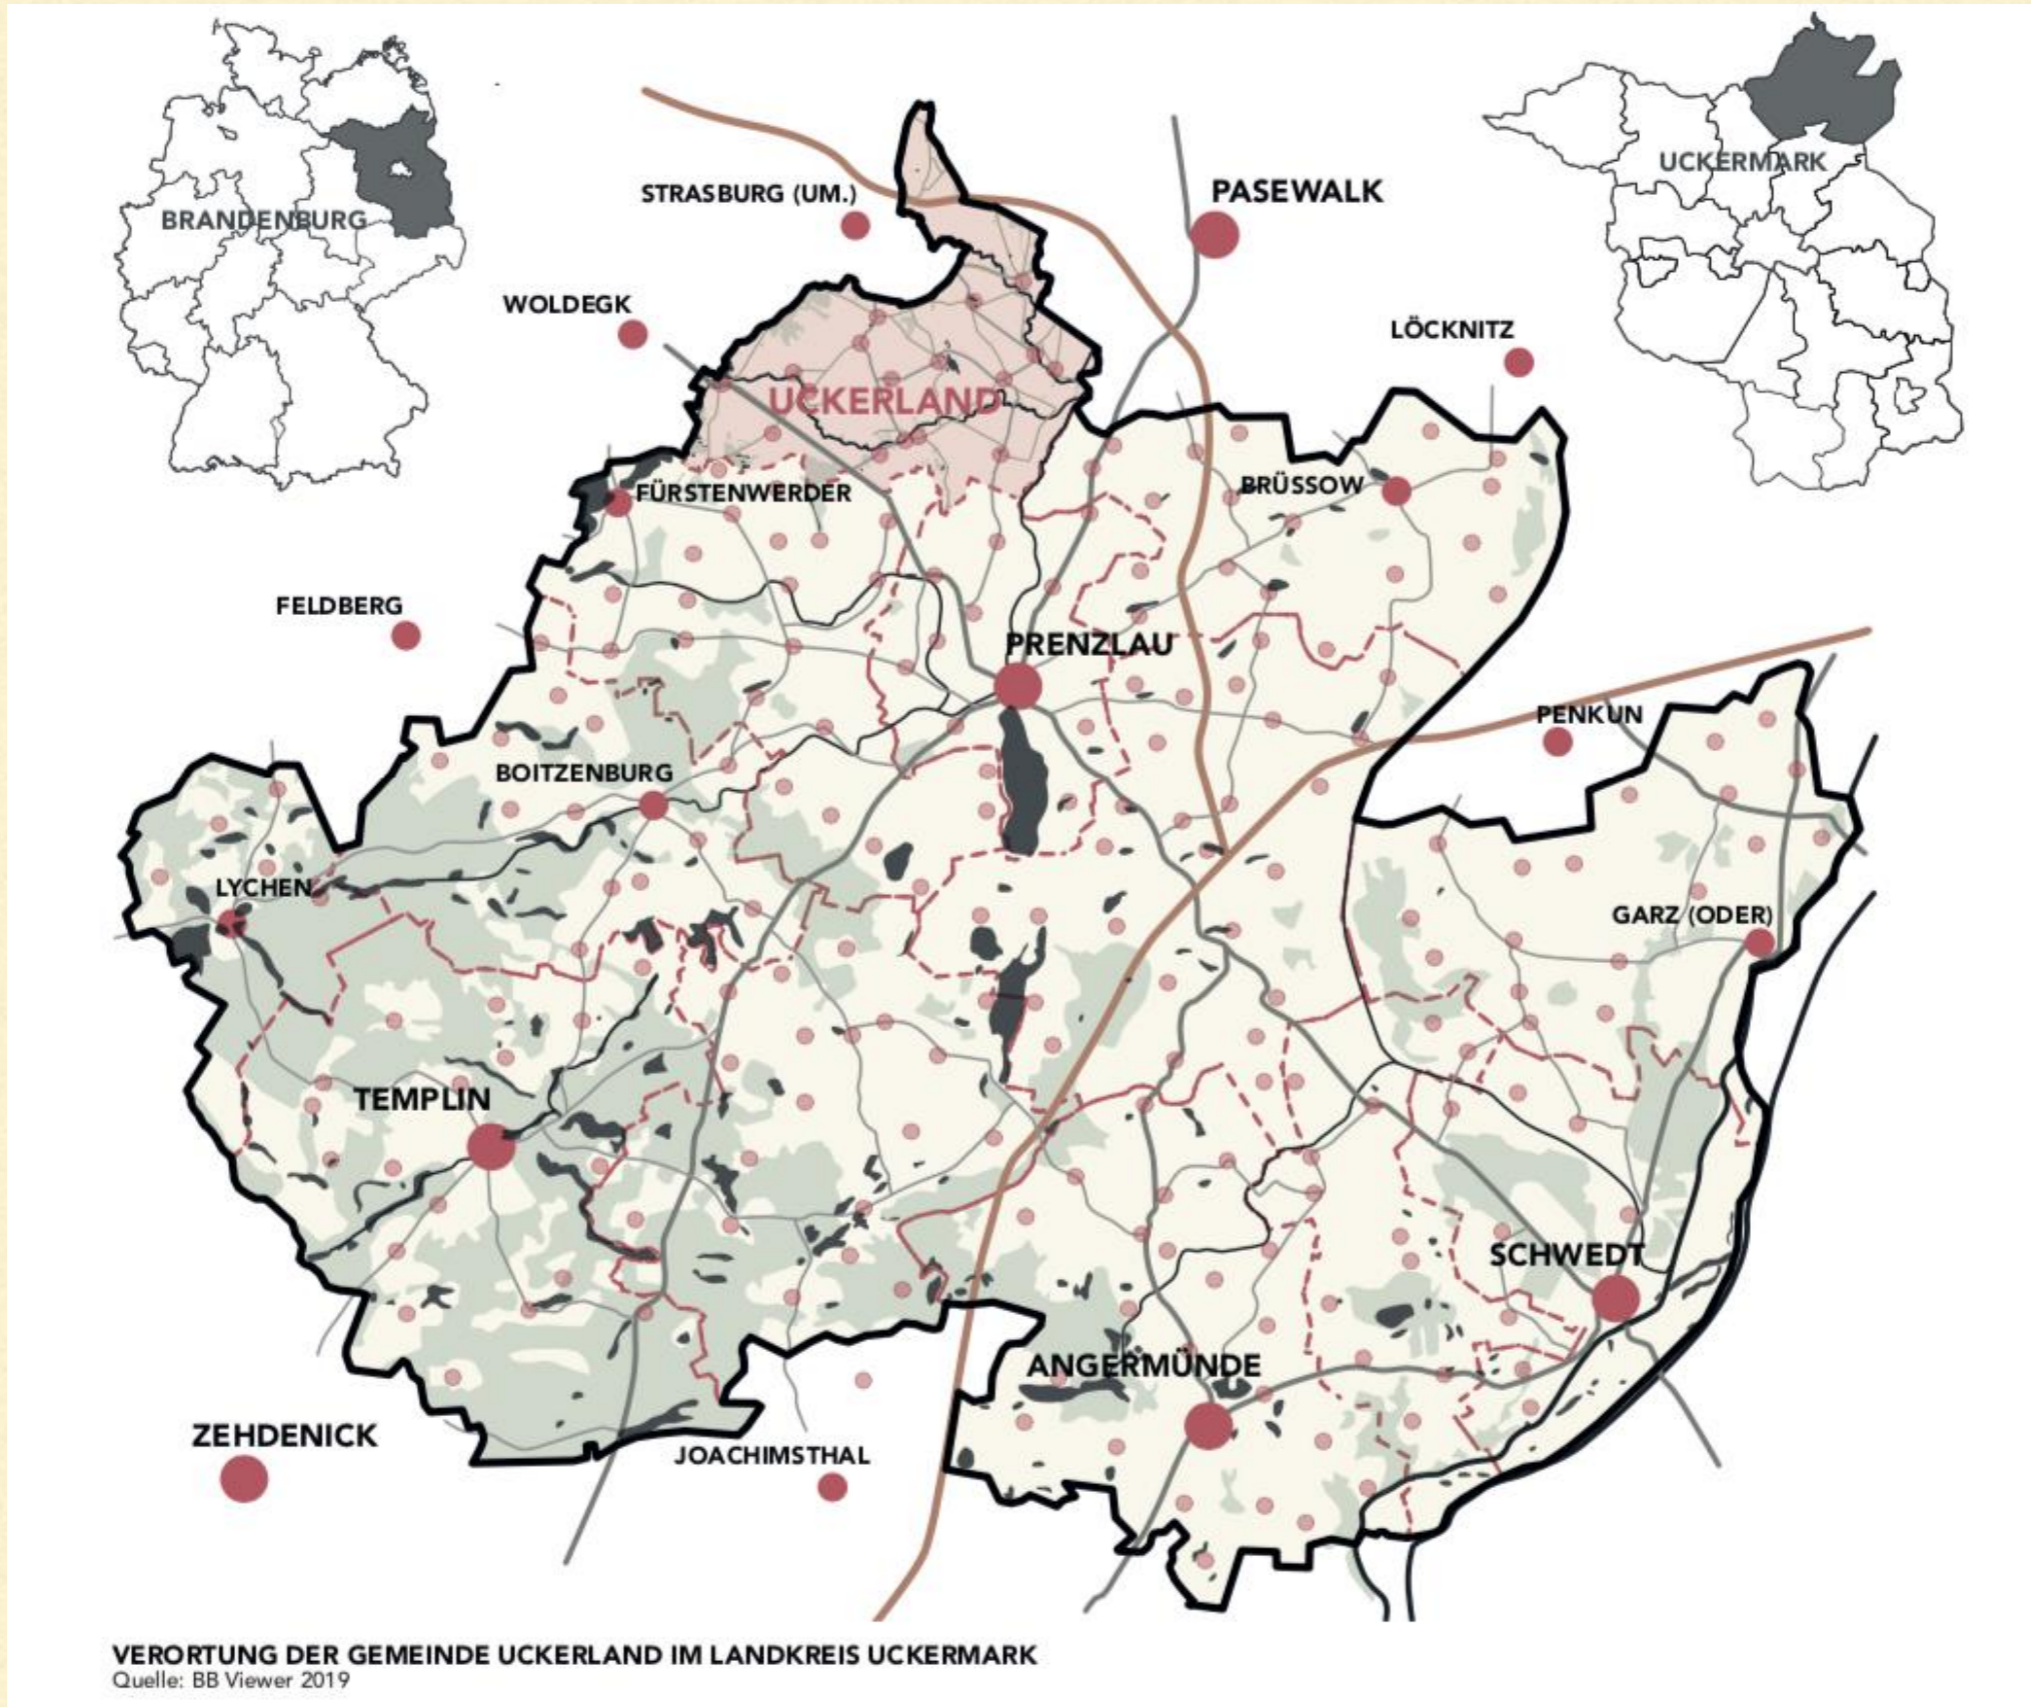 BRANDENBURG
UCKERMARK
STRASBURG (UM.)
PASEWALK
WOLDEGK
LÖCKNITZ
UCKERLAND
FÜRSTENWERDER
BRÜSSOW
FELDBERG
PRENZLAU
PENKUN
BOITZENBURG
LYCHEN
GARZ (ODER)
TEMPLIN
SCHWEDT
ANGERMÜNDE
ZEHDENICK
JOACHIMSTHAL
VERORTUNG DER GEMEINDE UCKERLAND IM LANDKREIS UCKERMARK
Quelle: BB Viewer 2019